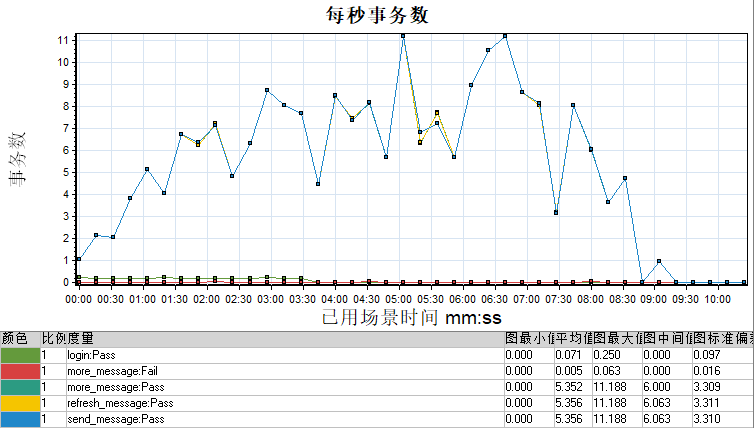 每秒事务数
事务数
11
10
9
8
7
6
5
4
3
2
1
0
00:00 00:30 01:00 01:30 02:00 02:30 03:00 03:30 04:00 04:30 05:00 05:30 06:00 06:30 07:00 07:30 08:00 08:30 09:00 09:30 10:00
已用场景时间 mm:ss
颜色 比例 度量 图最小值 平均值 图最大值 图中间值 图标准偏差
1 login:Pass 0.000 0.071 0.250 0.000 0.097
1 more_message:Fail 0.000 0.005 0.063 0.000 0.016
1 more_message:Pass 0.000 5.352 11.188 6.000 3.309
1 refresh_message:Pass 0.000 5.356 11.188 6.063 3.311
1 send_message:Pass 0.000 5.356 11.188 6.063 3.310